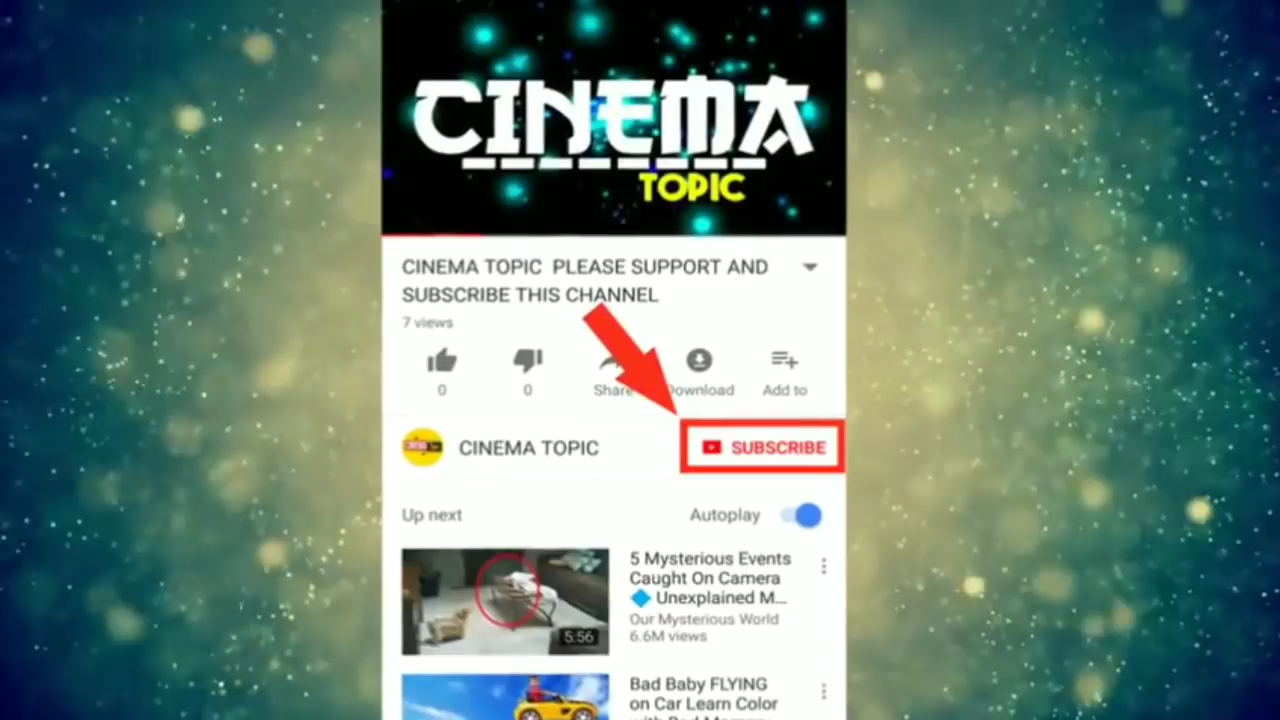 CINEMA
TOPIC
CINEMA TOPIC PLEASE SUPPORT AND
SUBSCRIBE THIS CHANNEL
7 views
0
0
Share
Download
Add to
CINEMA TOPIC
SUBSCRIBE
Up next
Autoplay
5 Mysterious Events
Caught On Camera
🔷 Unexplained M...
Our Mysterious World
6.6M views
5:56
Bad Baby FLYING
on Car Learn Color
with Bad